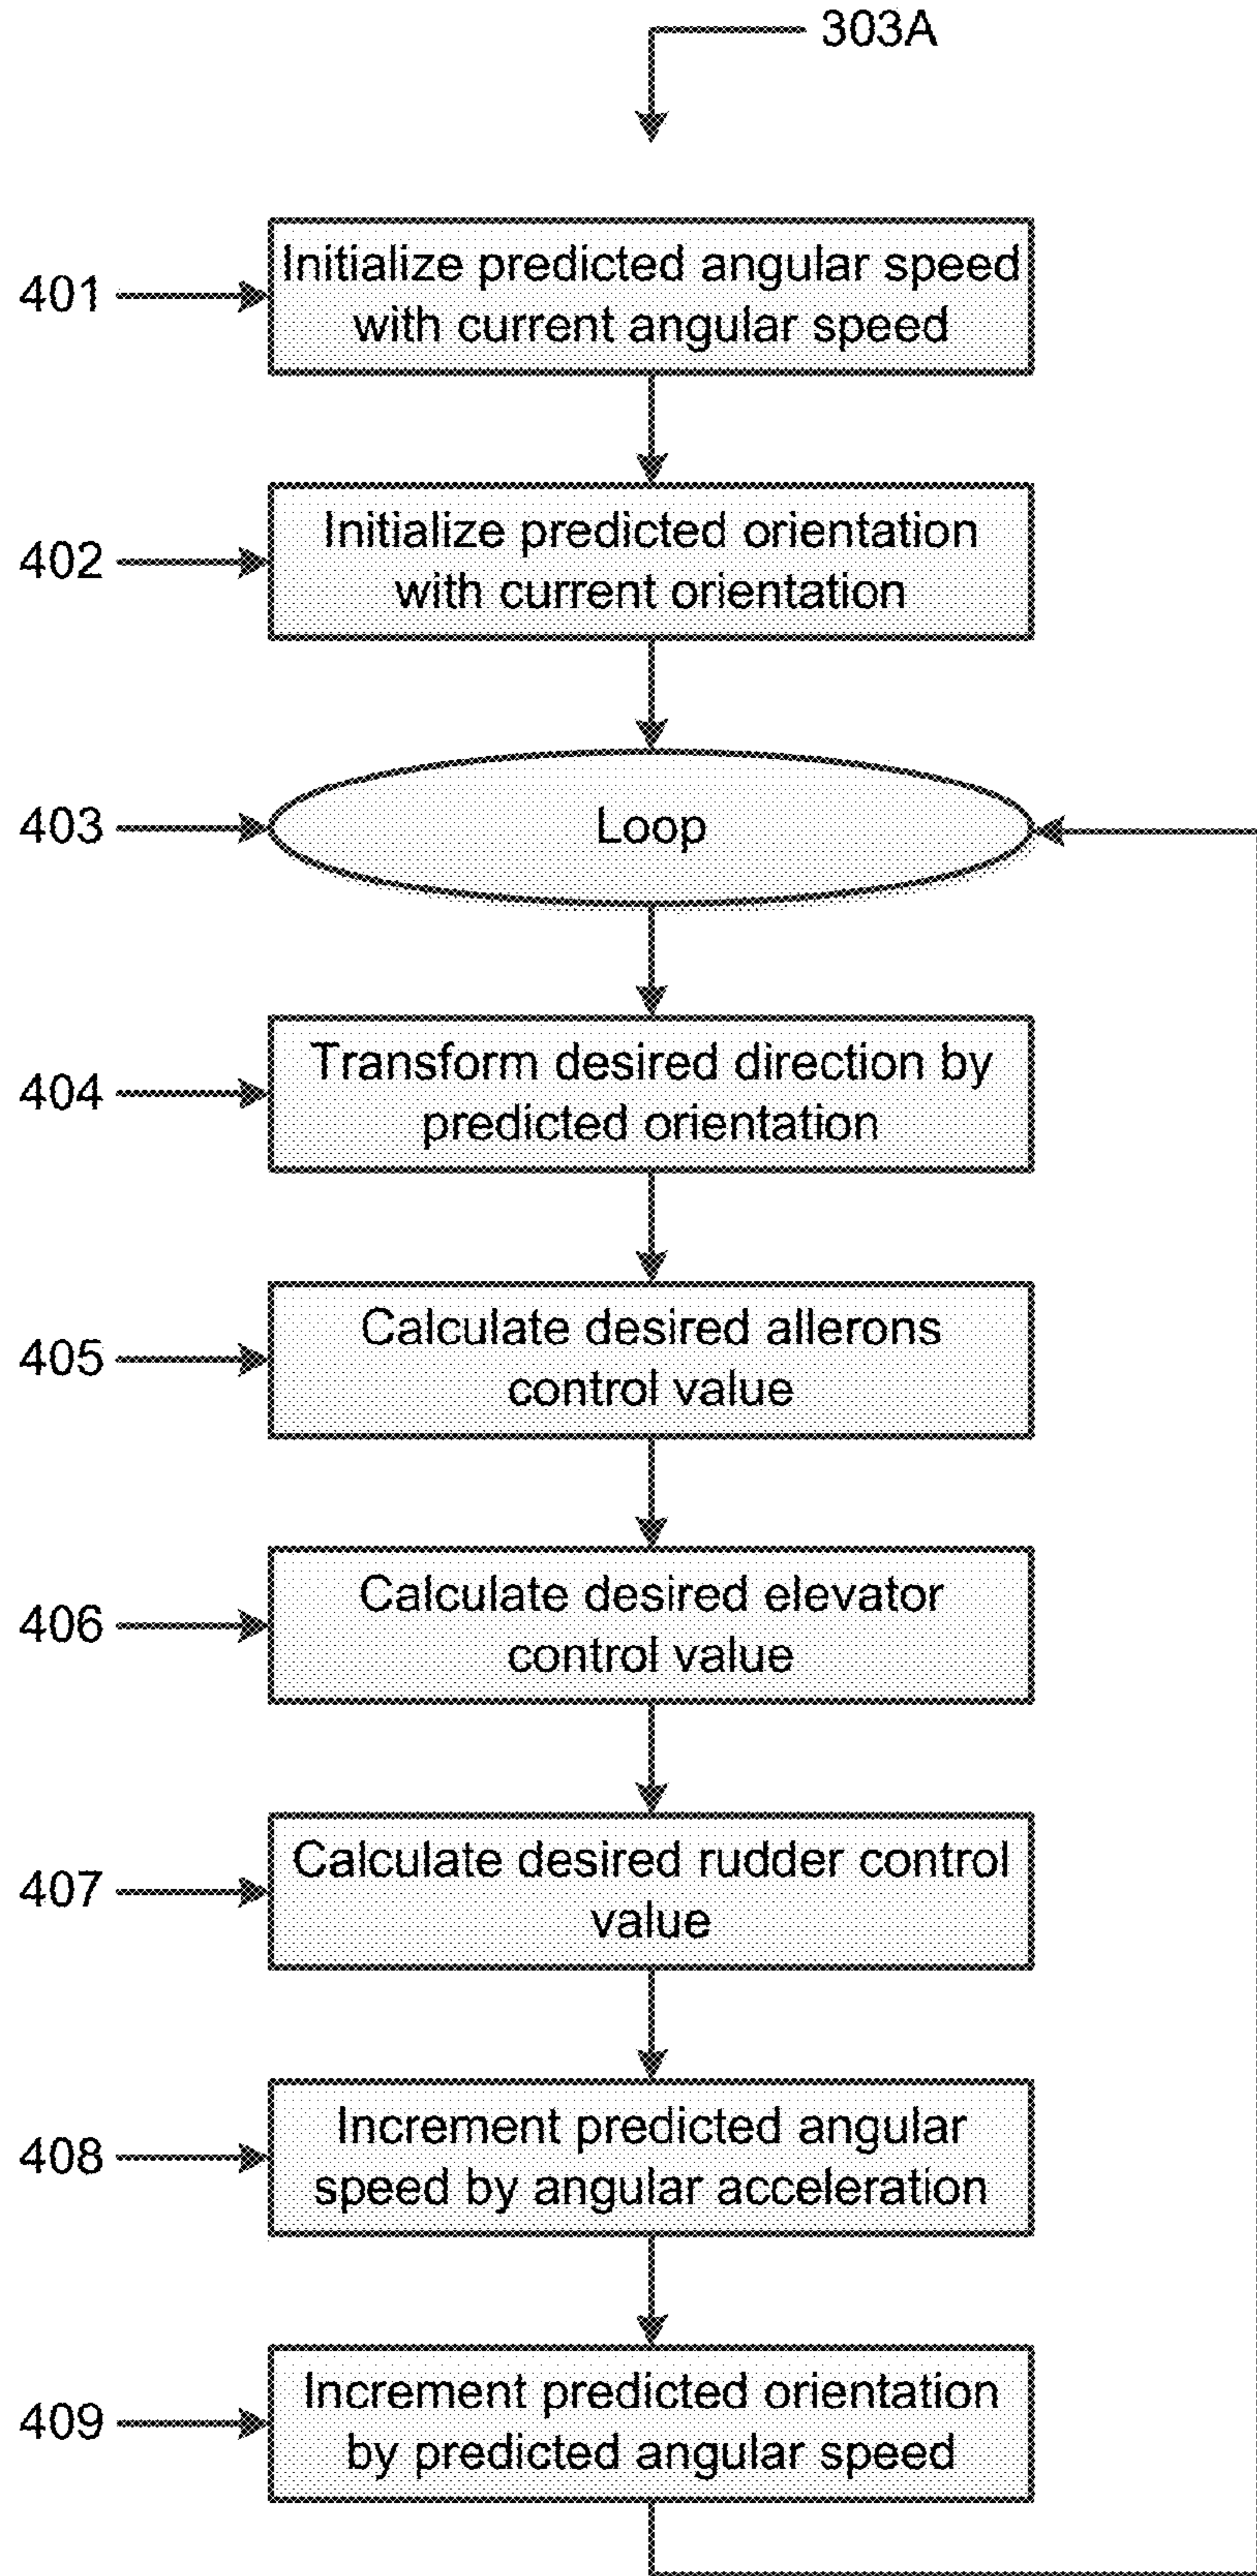 303A
401
Initialize predicted angular speed
with current angular speed
402
Initialize predicted orientation
with current orientation
403
Loop
404
Transform desired direction by
predicted orientation
405
Calculate desired allerons
control value
406
Calculate desired elevator
control value
407
Calculate desired rudder control
value
408
Increment predicted angular
speed by angular acceleration
409
Increment predicted orientation
by predicted angular speed